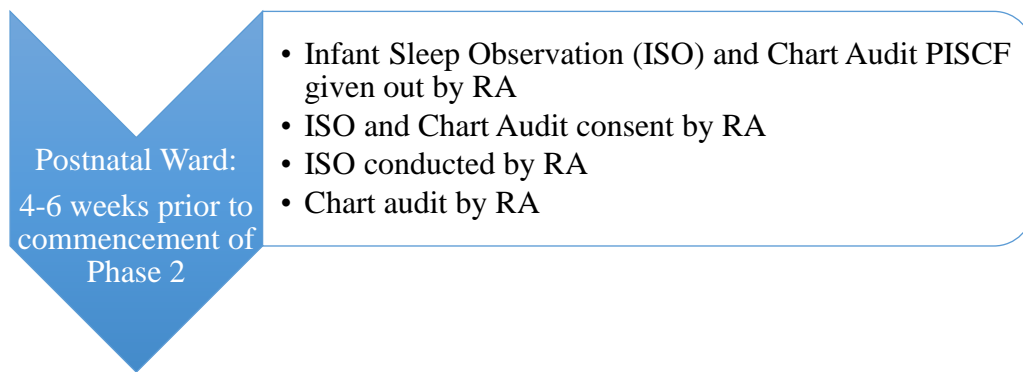 Postnatal Ward:
4-6 weeks prior to
commencement of
Phase 2
• Infant Sleep Observation (ISO) and Chart Audit PISCF
given out by RA
• ISO and Chart Audit consent by RA
• ISO conducted by RA
• Chart audit by RA